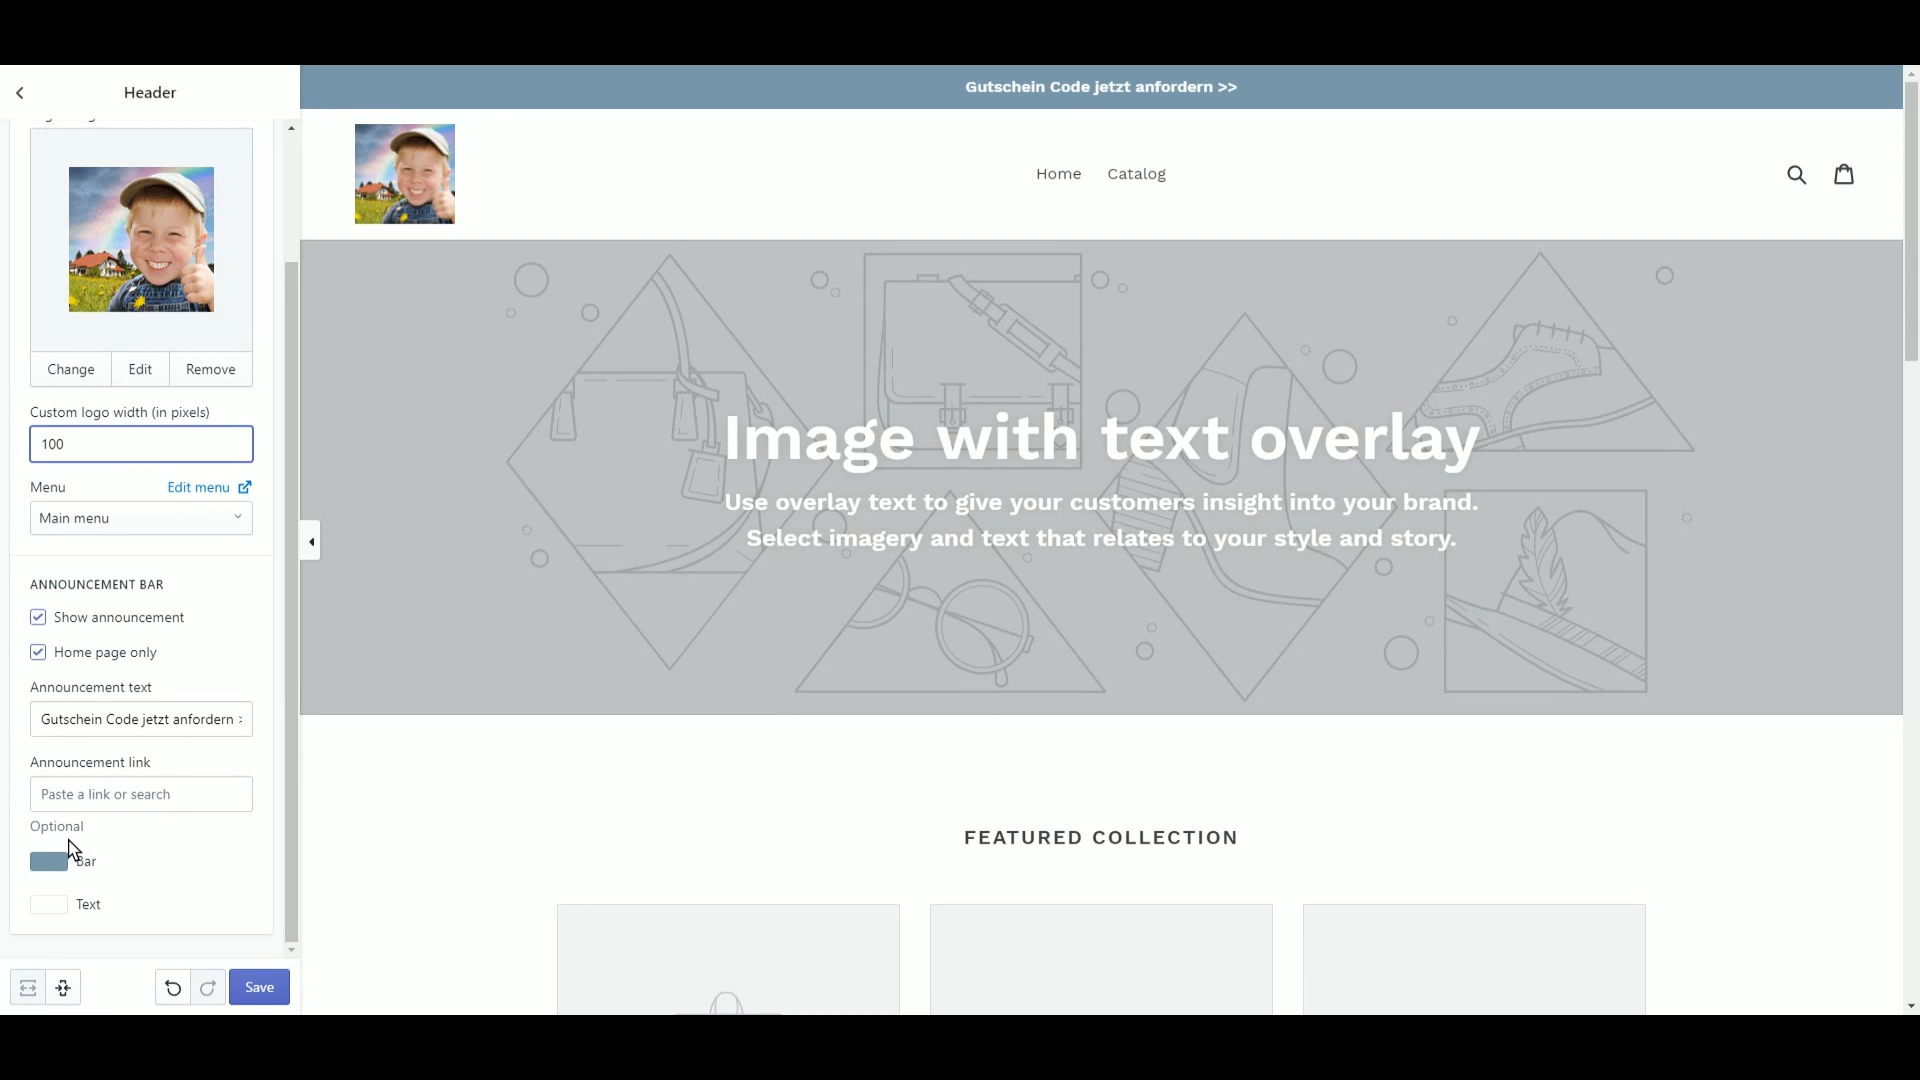 Header
Change
Edit
Remove
Custom logo width (in pixels)
100
Menu
Edit menu
Main menu
ANNOUNCEMENT BAR
Show announcement
Home page only
Announcement text
Gutschein Code jetzt anfordern
Announcement link
Paste a link or search
Optional
Bar
Text
Save
Gutschein Code jetzt anfordern >>
Home
Catalog
Image with text overlay
Use overlay text to give your customers insight into your brand.
Select imagery and text that relates to your style and story.
FEATURED COLLECTION